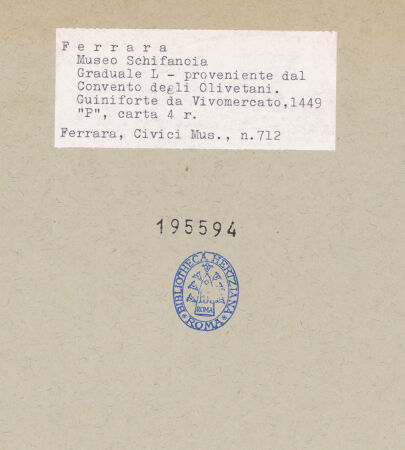 Ferrara
Museo Schifanoia
Graduale L - proveniente dal
Convento degli Olivetani.
Guiniforte da Vivomercato,1449
"P", carta 4 r.
Ferrara, Civici Mus., n.712
195594
BIBLIOTHECA HERTZIANA
ROMA
* ROMA *